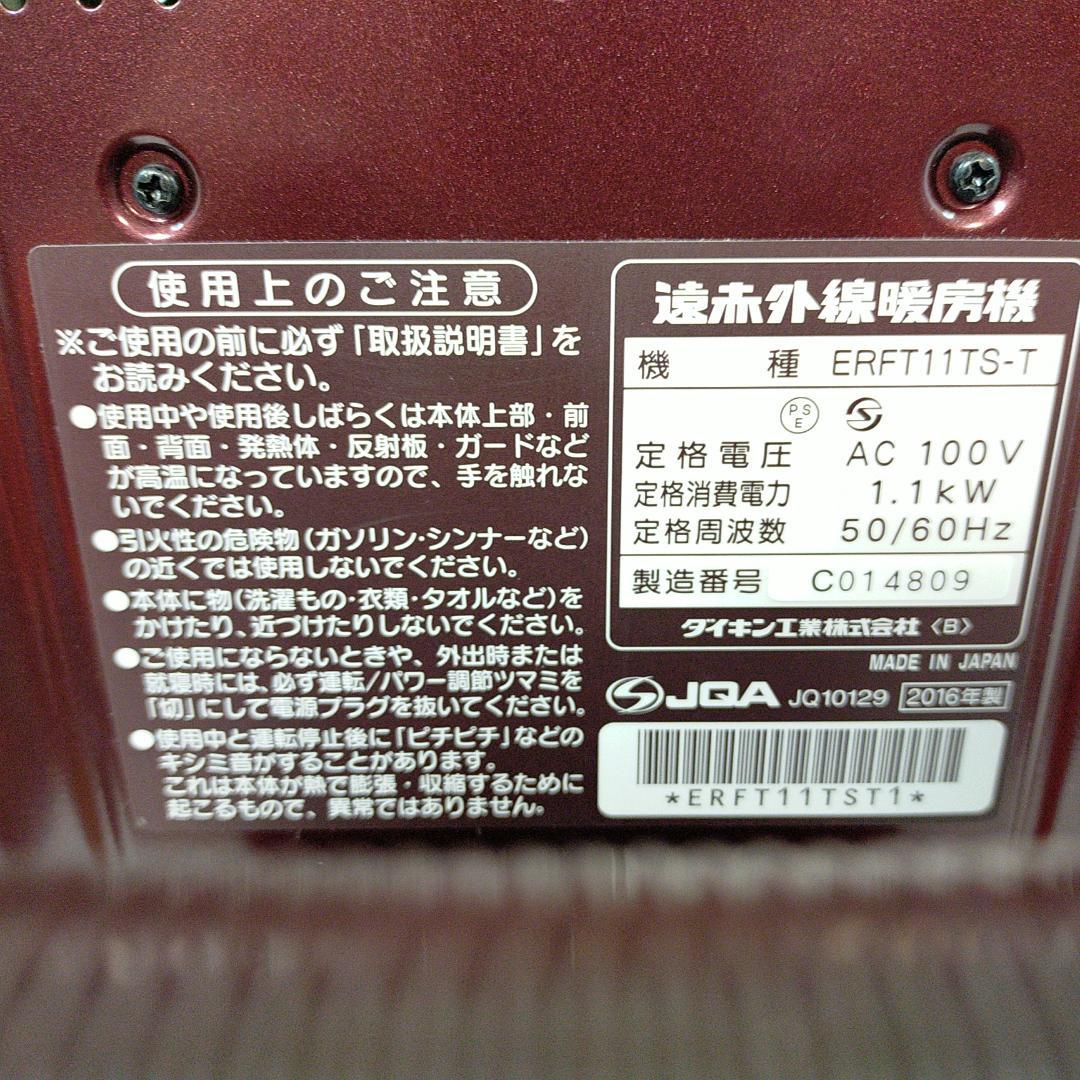 使用上のご注意
※ご使用の前に必ず「取扱説明書」を
お読みください。
●使用中や使用後しばらくは本体上部・前
面・背面・発熱体・反射板・ガードなど
が高温になっていますので、手を触れな
いでください。
●引火性の危険物(ガソリン・シンナーなど)
の近くでは使用しないでください。
●本体に物(洗濯もの・衣類・タオルなど)を
かけたり、近づけたりしないでください。
●ご使用にならないときや、外出時または
就寝時には、必ず運転/パワー調節ツマミを
「切」にして電源プラグを抜いてください。
●使用中と運転停止後に「ピチピチ」などの
キシミ音がすることがあります。
これは本体が熱で膨張・収縮するために
起こるもので、異常ではありません。
遠赤外線暖房機
機種 ERFT11TS-T
PSE
定格電圧 AC 100V
定格消費電力 1.1kW
定格周波数 50/60Hz
製造番号 C014809
ダイキン工業株式会社〈B〉
MADE IN JAPAN
JQA JQ10129 2016年製
*ERFT11TST1*